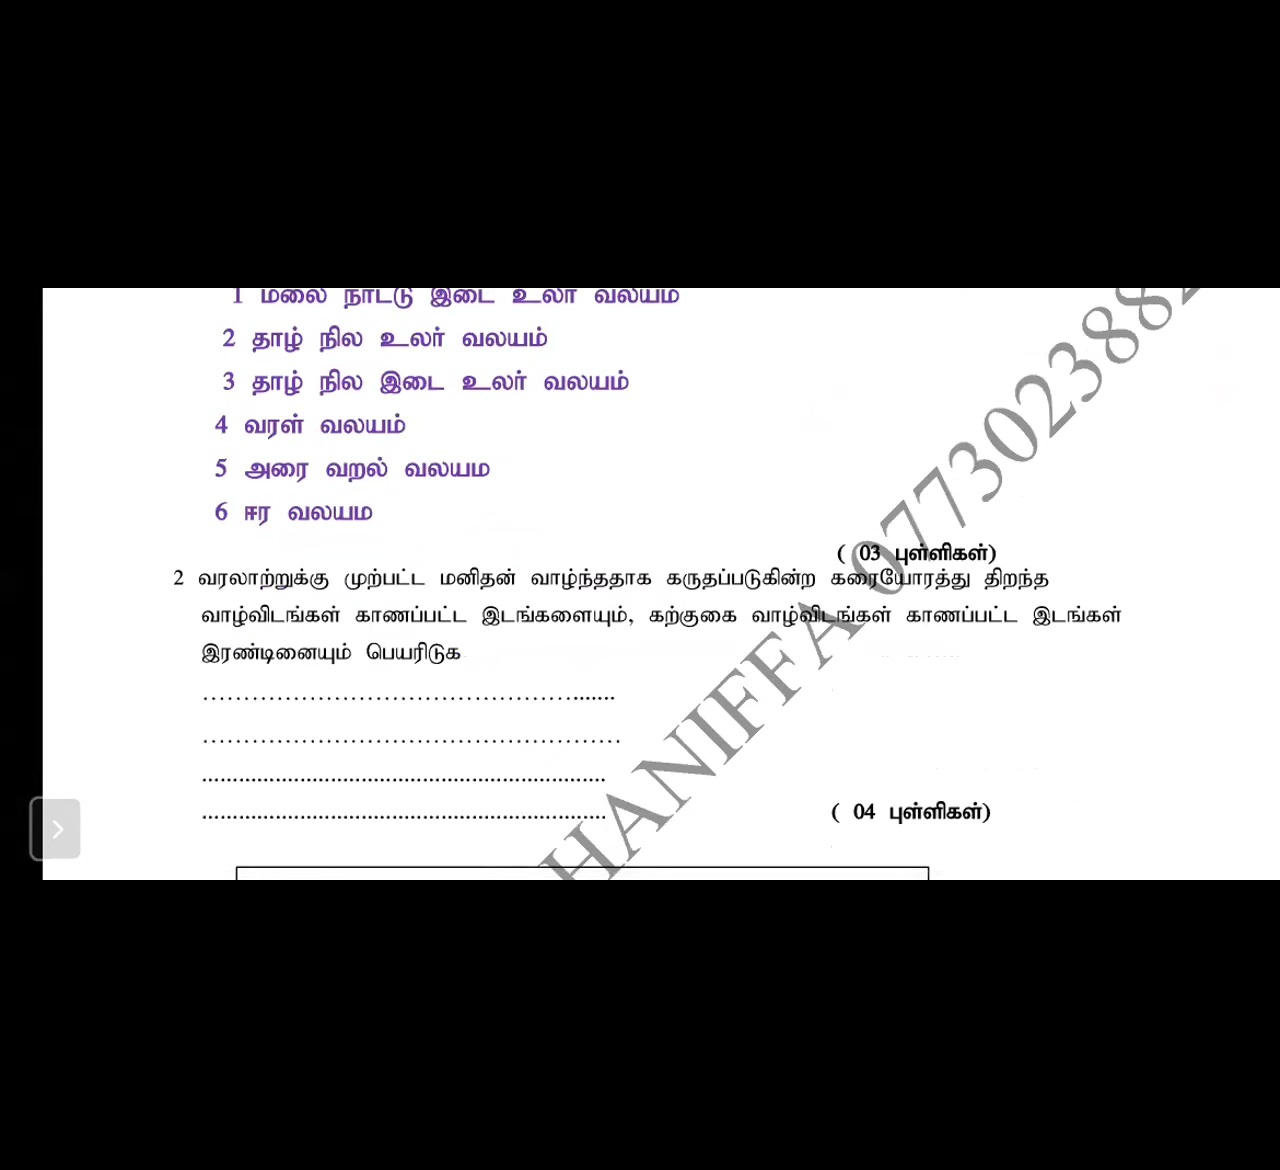 1 மலை நாட்டு இடை உலர் வலயம்
2 தாழ் நில உலர் வலயம்
3 தாழ் நில இடை உலர் வலயம்
4 வரள் வலயம்
5 அரை வறல் வலயம
6 ஈர வலயம
( 03 புள்ளிகள்)
2 வரலாற்றுக்கு முற்பட்ட மனிதன் வாழ்ந்ததாக கருதப்படுகின்ற கரையோரத்து திறந்த
வாழ்விடங்கள் காணப்பட்ட இடங்களையும், கற்குகை வாழ்விடங்கள் காணப்பட்ட இடங்கள்
இரண்டினையும் பெயரிடுக
( 04 புள்ளிகள்)
HANIFFA